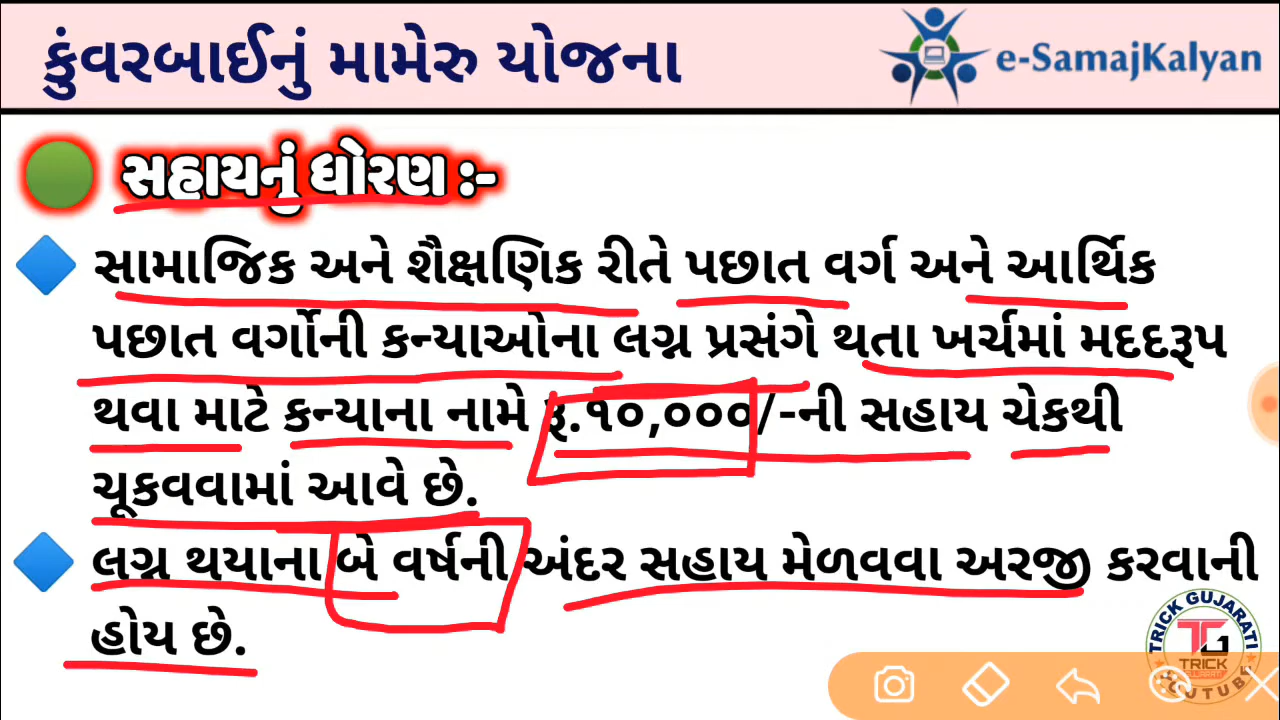 કુંવરબાઈનું મામેરુ યોજના
e-SamajKalyan
સહાયનું ધોરણ :-
સામાજિક અને શૈક્ષણિક રીતે પછાત વર્ગ અને આર્થિક
પછાત વર્ગોની કન્યાઓના લગ્ન પ્રસંગે થતા ખર્ચમાં મદદરૂપ
થવા માટે કન્યાના નામે રૂ.૧૦,૦૦૦/-ની સહાય ચેકથી
ચૂકવવામાં આવે છે.
લગ્ન થયાના બે વર્ષની અંદર સહાય મેળવવા અરજી કરવાની
હોય છે.
TRICK GUJARATI
TG
TRICK
GUJARATI